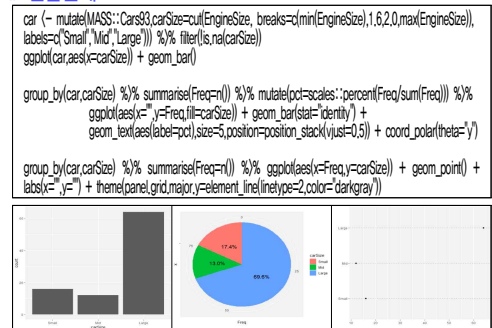 car <- mutate(MASS::Cars93,carSize=cut(EngineSize, breaks=c(min(EngineSize),1.6,2.0,max(EngineSize)),
labels=c("Small","Mid","Large"))) %>% filter(!is.na(carSize))
ggplot(car,aes(x=carSize)) + geom_bar()
group_by(car,carSize) %>% summarise(Freq=n()) %>% mutate(pct=scales::percent(Freq/sum(Freq))) %>%
ggplot(aes(x="",y=Freq,fill=carSize)) + geom_bar(stat="identity") +
geom_text(aes(label=pct),size=5,position=position_stack(vjust=0.5)) + coord_polar(theta="y")
group_by(car,carSize) %>% summarise(Freq=n()) %>% ggplot(aes(x=Freq,y=carSize)) + geom_point() +
labs(x="",y="") + theme(panel.grid.major.y=element_line(linetype=2,color="darkgray"))
count
Small Mid Large
carSize
17.4%
13.0%
69.6%
Freq
carSize
Small
Mid
Large
Large
Mid
Small